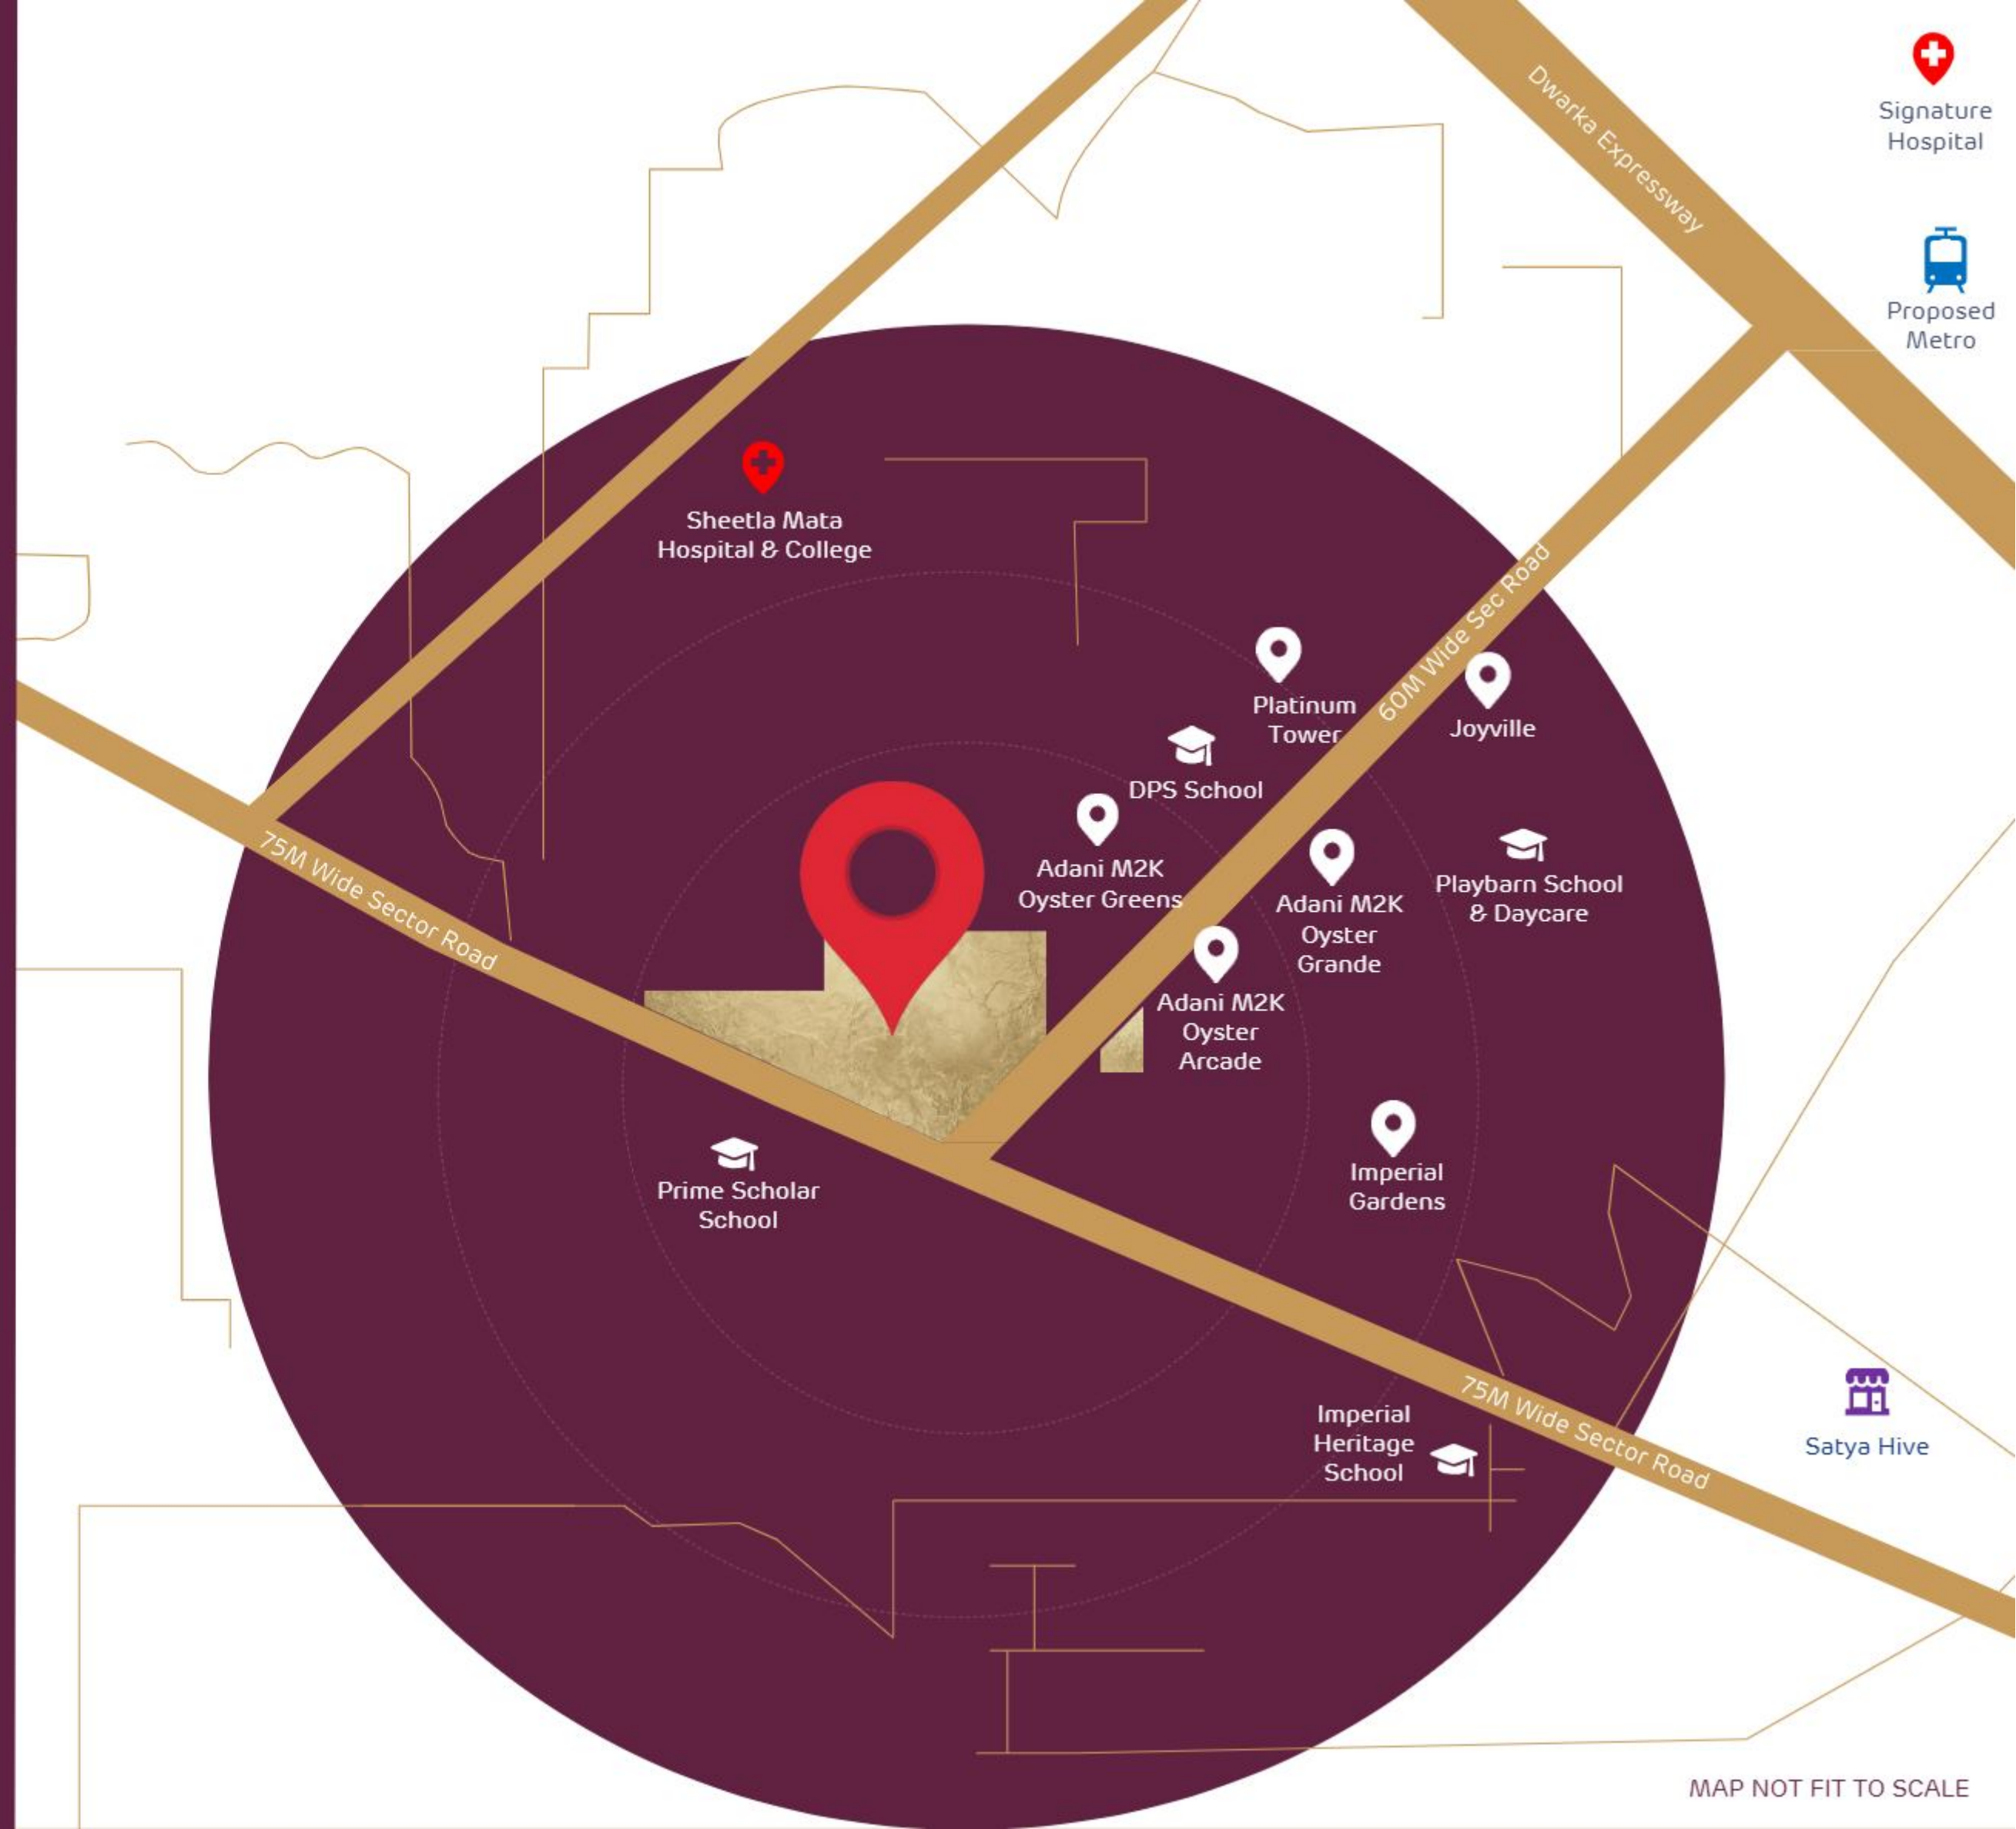 Dwarka Expressway
Signature
Hospital
Proposed
Metro
Sheetla Mata
Hospital & College
60M Wide Sec Road
Platinum
Tower
Joyville
DPS School
Adani M2K
Oyster Greens
Adani M2K
Oyster
Grande
Playbarn School
& Daycare
75M Wide Sector Road
Adani M2K
Oyster
Arcade
Prime Scholar
School
Imperial
Gardens
Imperial
Heritage
School
75M Wide Sector Road
Satya Hive
MAP NOT FIT TO SCALE